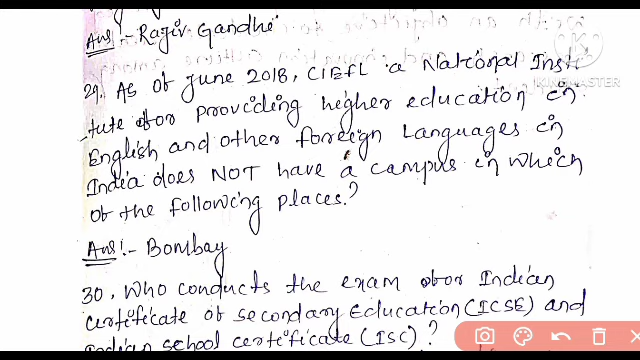 Ans:- Rajiv Gandhi
29. As of June 2018, CIEFL a National Insti
-tute for providing higher education in
English and other foreign Languages in
India does NOT have a campus in which
of the following places?
Ans:- Bombay
30. Who conducts the exam for Indian
certificate of secondary Education (ICSE) and
Indian school certificate (ISC)?
KINEMASTER